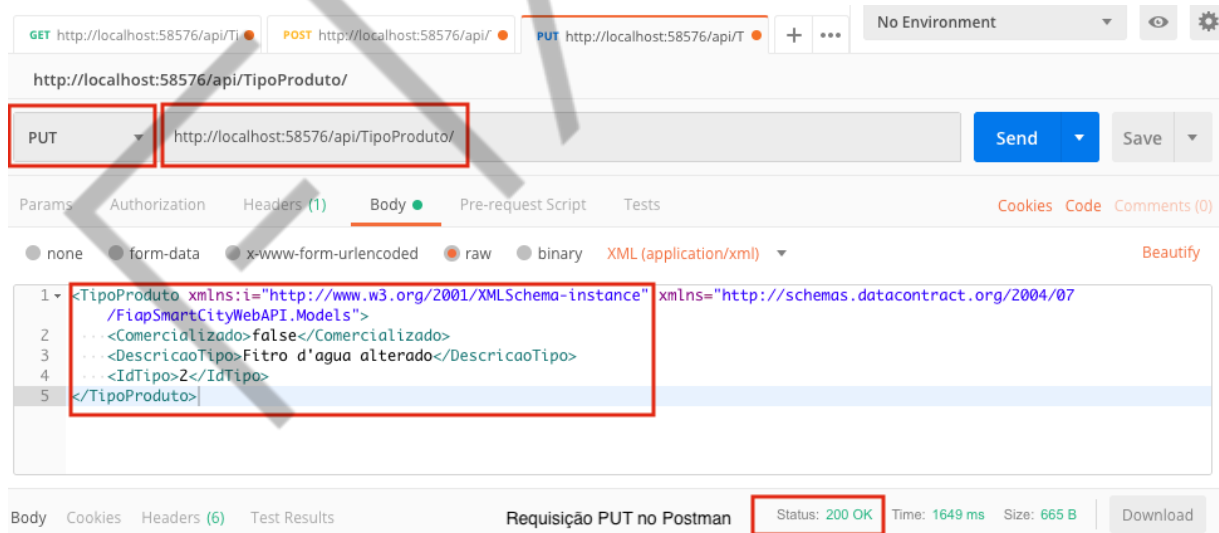 GET http://localhost:58576/api/Ti POST http://localhost:58576/api/ PUT http://localhost:58576/api/T + ••• No Environment
http://localhost:58576/api/TipoProduto/
PUT http://localhost:58576/api/TipoProduto/ Send Save
Params Authorization Headers (1) Body Pre-request Script Tests Cookies Code Comments (0)
none form-data x-www-form-urlencoded raw binary XML (application/xml) Beautify
1 <TipoProduto xmlns:i="http://www.w3.org/2001/XMLSchema-instance" xmlns="http://schemas.datacontract.org/2004/07
/FiapSmartCityWebAPI.Models">
2 <Comercializado>false</Comercializado>
3 <DescricaoTipo>Fitro d'agua alterado</DescricaoTipo>
4 <IdTipo>2</IdTipo>
5 </TipoProduto>
Body Cookies Headers (6) Test Results Requisição PUT no Postman Status: 200 OK Time: 1649 ms Size: 665 B Download